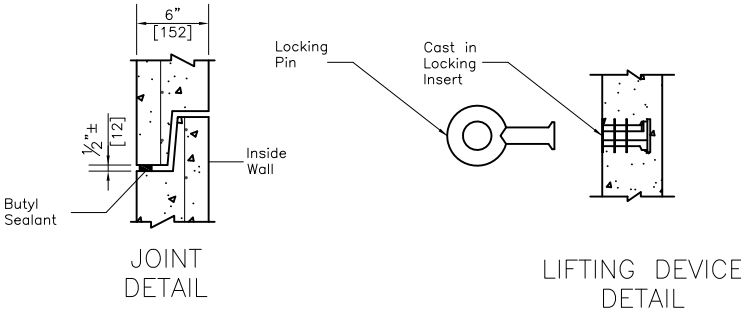 6"
[152]
1/2"±
[12]
Butyl
Sealant
Inside
Wall
JOINT
DETAIL
Locking
Pin
Cast in
Locking
Insert
LIFTING DEVICE
DETAIL